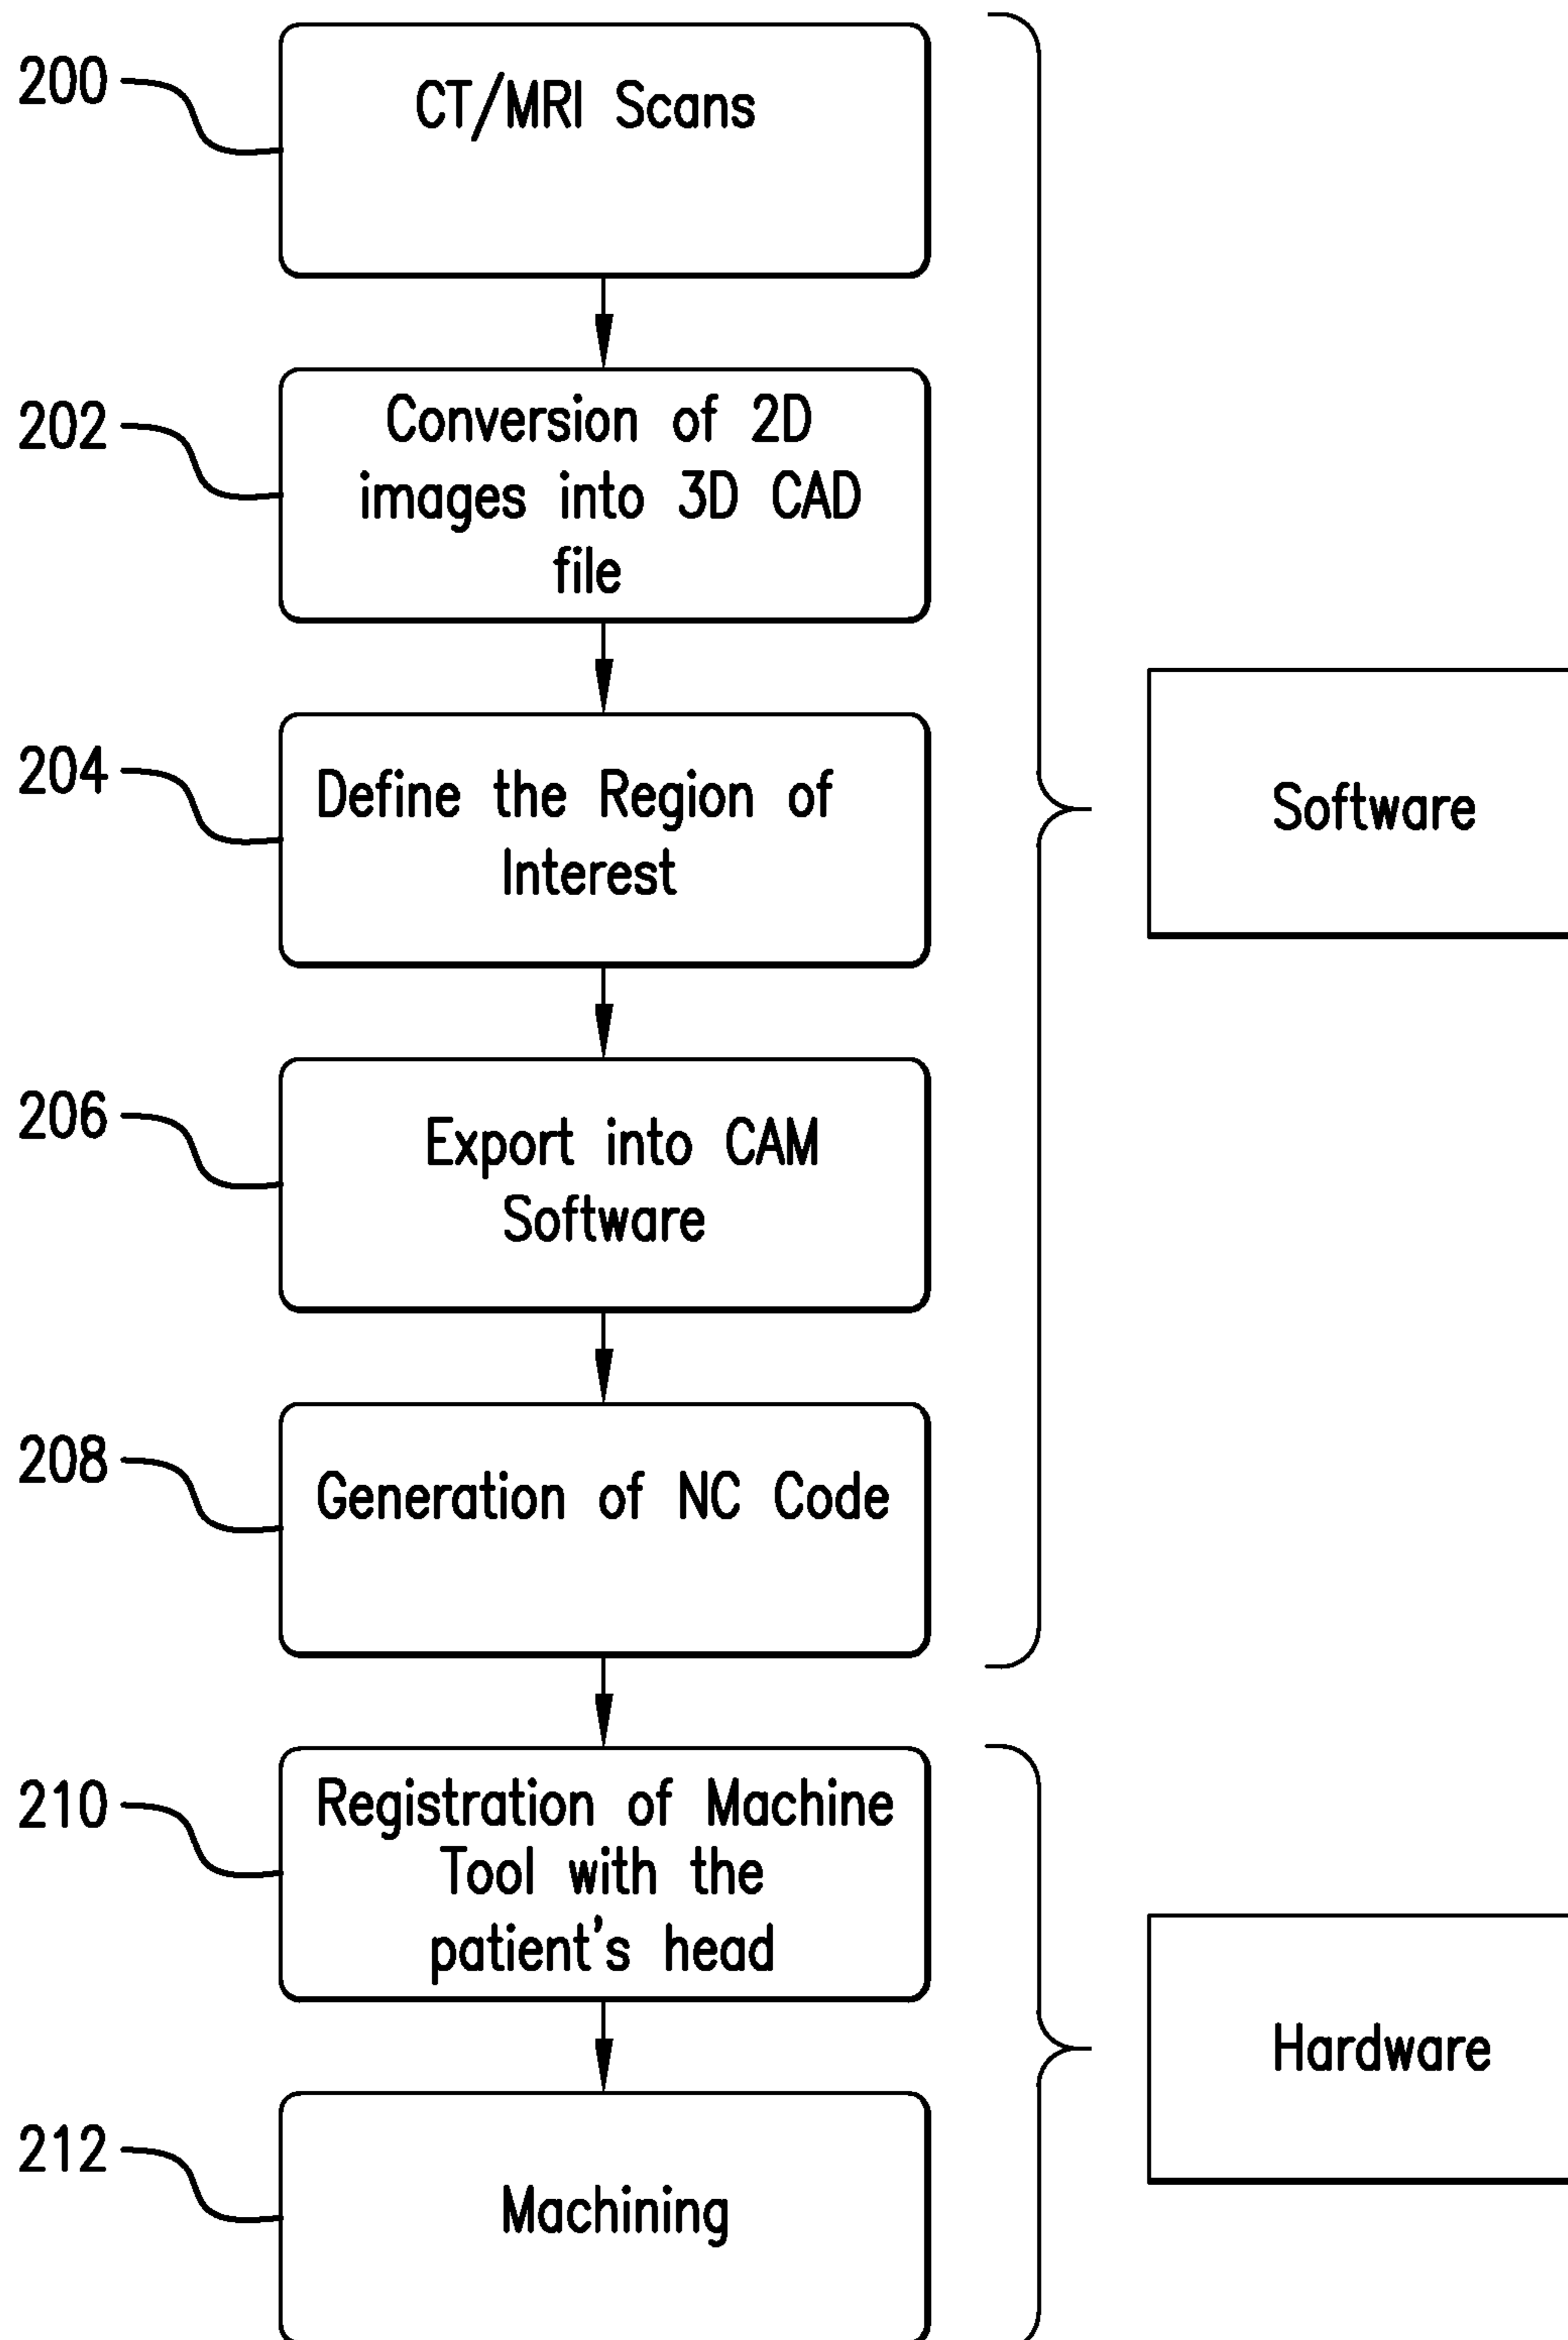 200
CT/MRI Scans
202
Conversion of 2D
images into 3D CAD
file
204
Define the Region of
Interest
Software
206
Export into CAM
Software
208
Generation of NC Code
210
Registration of Machine
Tool with the
patient's head
Hardware
212
Machining